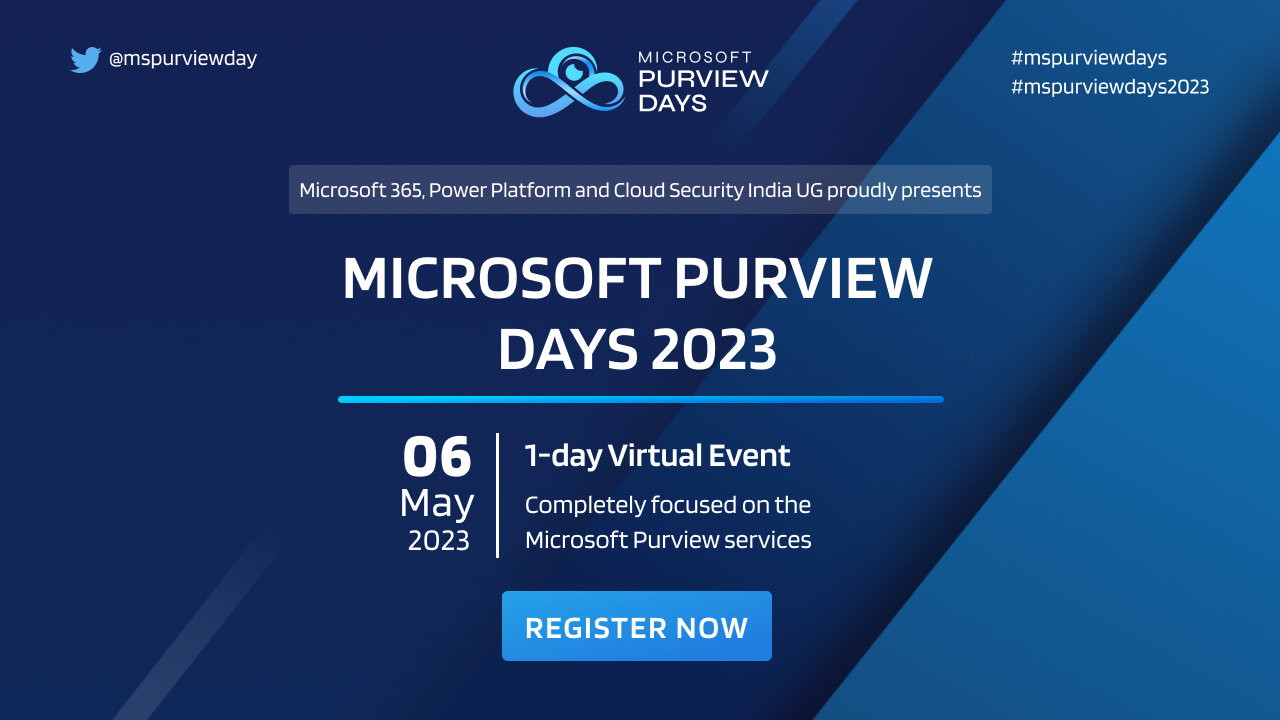 @mspurviewday
MICROSOFT
PURVIEW
DAYS
#mspurviewdays
#mspurviewdays2023
Microsoft 365, Power Platform and Cloud Security India UG proudly presents
MICROSOFT PURVIEW
DAYS 2023
06
May
2023
1-day Virtual Event
Completely focused on the
Microsoft Purview services
REGISTER NOW